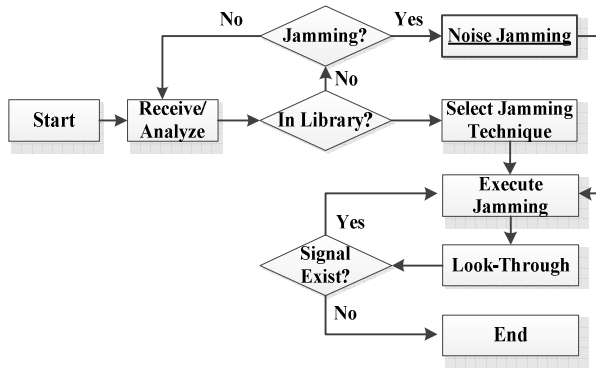 No
Jamming?
Yes
Noise Jamming
No
Start
Receive/
Analyze
In Library?
Select Jamming
Technique
Execute
Jamming
Yes
Signal
Exist?
Look-Through
No
End